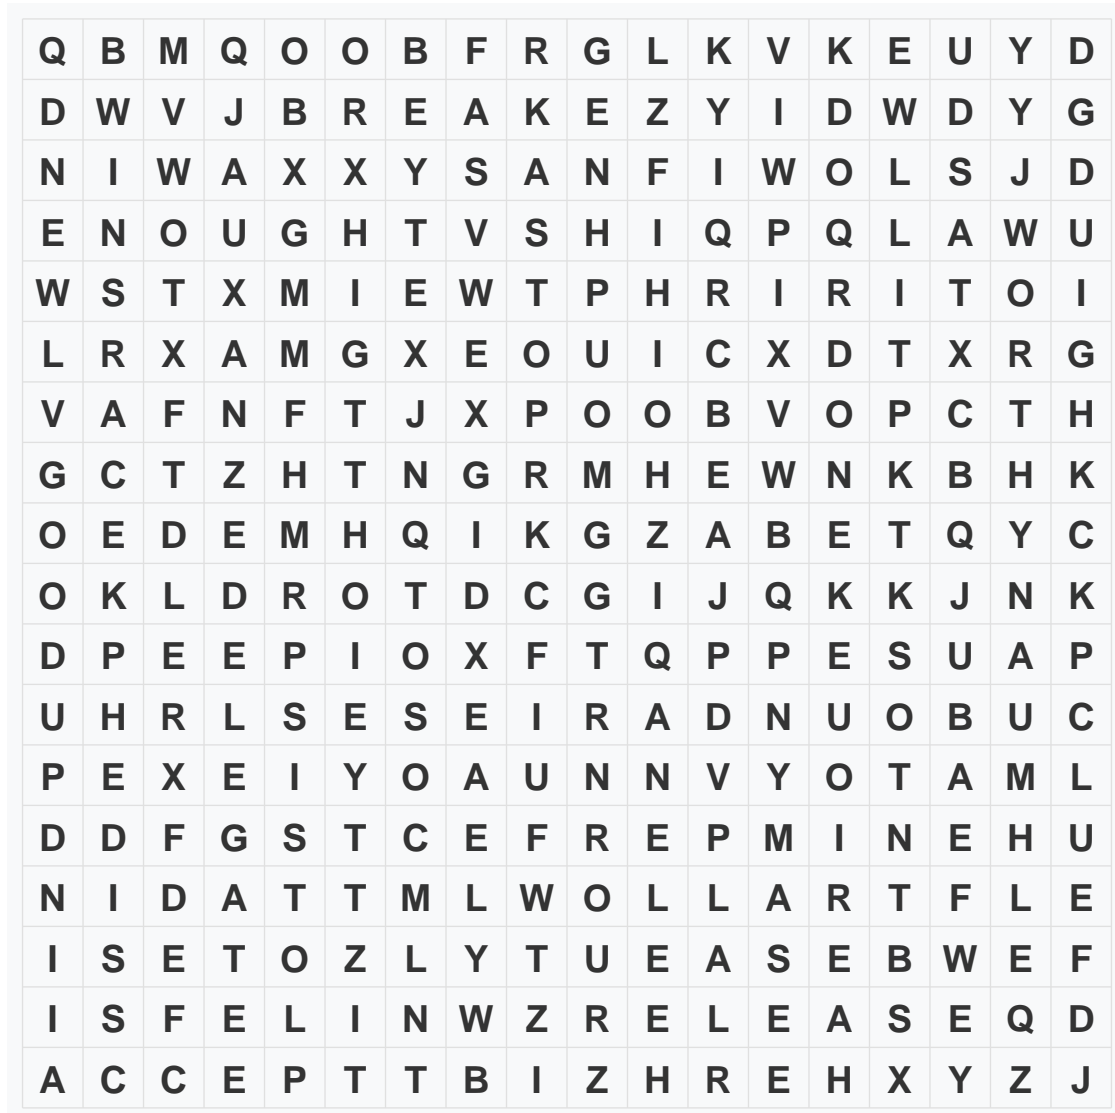 Q B M Q O O B F R G L K V K E U Y D
D W V J B R E A K E Z Y I D W D Y G
N I W A X X Y S A N F I W O L S J D
E N O U G H T V S H I Q P Q L A W U
W S T X M I E W T P H R I R I T O I
L R X A M G X E O U I C X D T X R G
V A F N F T J X P O O B V O P C T H
G C T Z H T N G R M H E W N K B H K
O E D E M H Q I K G Z A B E T Q Y C
O K L D R O T D C G I J Q K K J N K
D P E E P I O X F T Q P P E S U A P
U H R L S E S E I R A D N U O B U C
P E X E I Y O A U N N V Y O T A M L
D D F G S T C E F R E P M I N E H U
N I D A T T M L W O L L A R T F L E
I S E T O Z L Y T U E A S E B W E F
I S F E L I N W Z R E L E A S E Q D
A C C E P T T B I Z H R E H X Y Z J